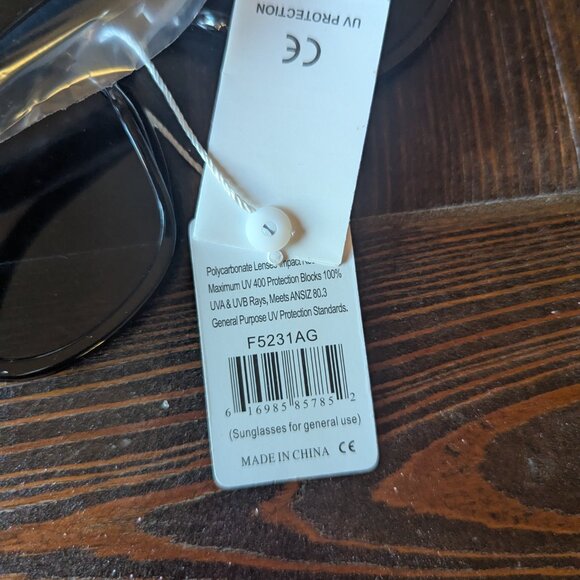 UV PROTECTION
CE
Polycarbonate Lenses Impact
Maximum UV 400 Protection Blocks 100%
UVA & UVB Rays, Meets ANSIZ 80.3
General Purpose UV Protection Standards.
F5231AG
6 16985 85785 2
(Sunglasses for general use)
MADE IN CHINA CE